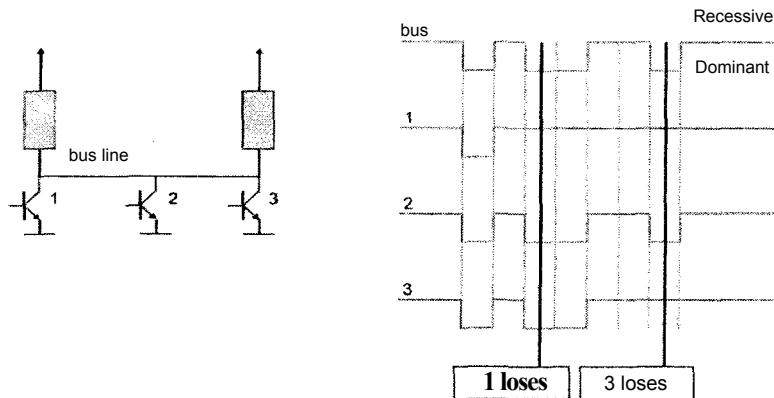 bus line
1
2
3
bus
Recessive
Dominant
1
2
3
1 loses
3 loses